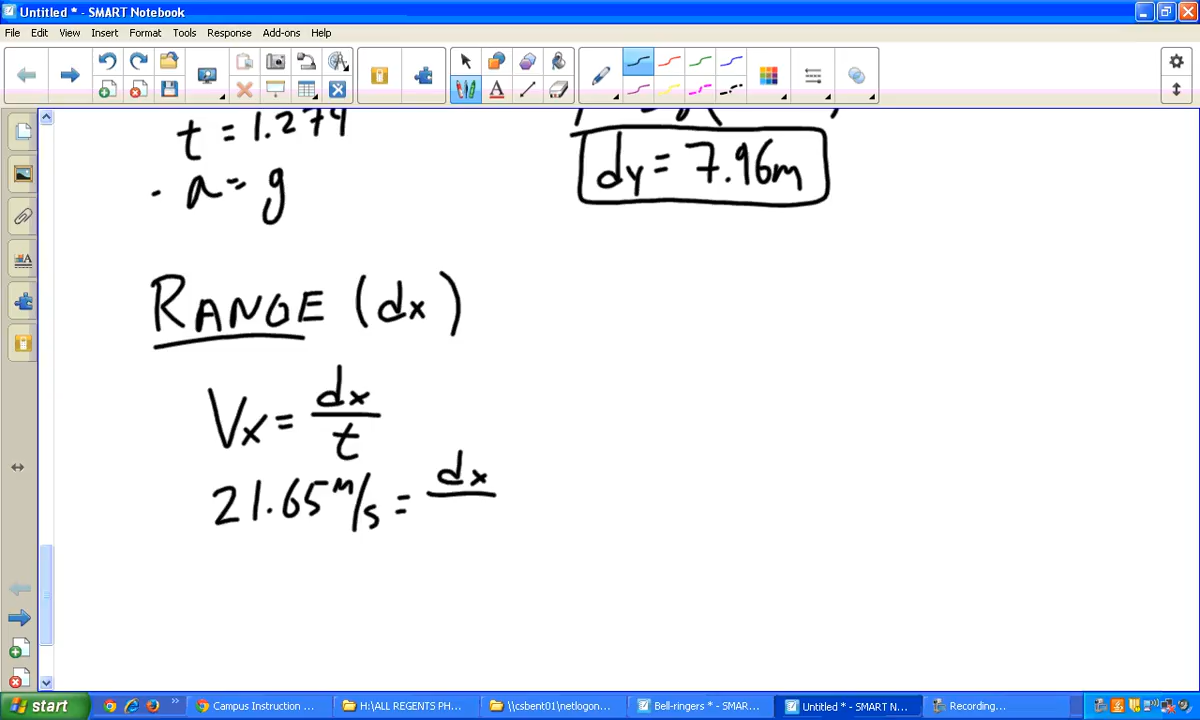 Untitled * - SMART Notebook
File Edit View Insert Format Tools Response Add-ons Help
t = 1.274
- a = g
dy = 7.96m
RANGE (dx)
Vx = dx/t
21.65 m/s = dx
start
Campus Instruction ...
H:\ALL REGENTS PH...
\\csbent01\netlogon...
Bell-ringers * - SMAR...
Untitled * - SMART N...
Recording...